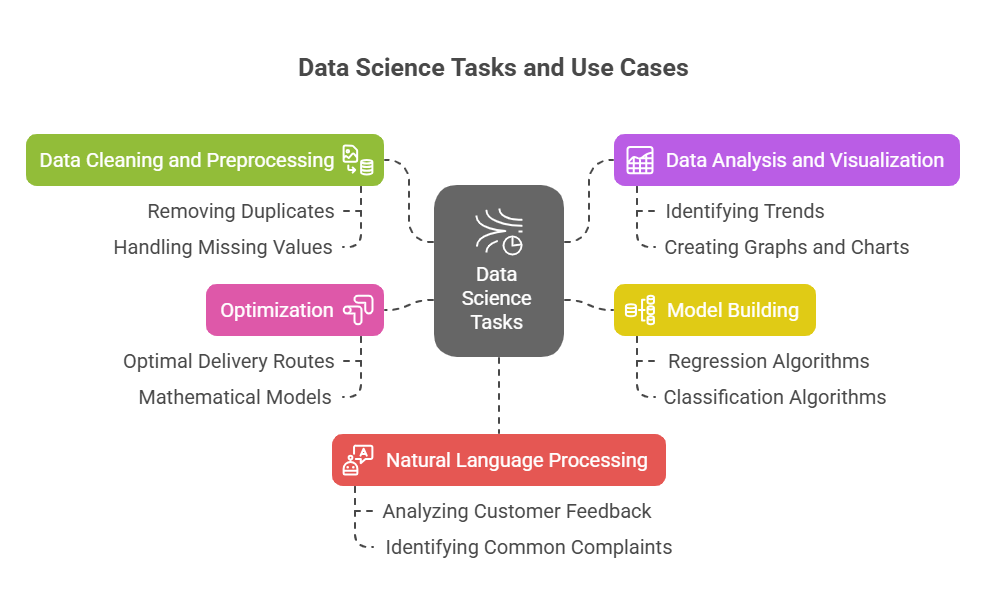 Data Science Tasks and Use Cases
Data Cleaning and Preprocessing
Removing Duplicates
Handling Missing Values
Optimization
Optimal Delivery Routes
Mathematical Models
Data
Science
Tasks
Data Analysis and Visualization
Identifying Trends
Creating Graphs and Charts
Model Building
Regression Algorithms
Classification Algorithms
A
Natural Language Processing
Analyzing Customer Feedback
Identifying Common Complaints